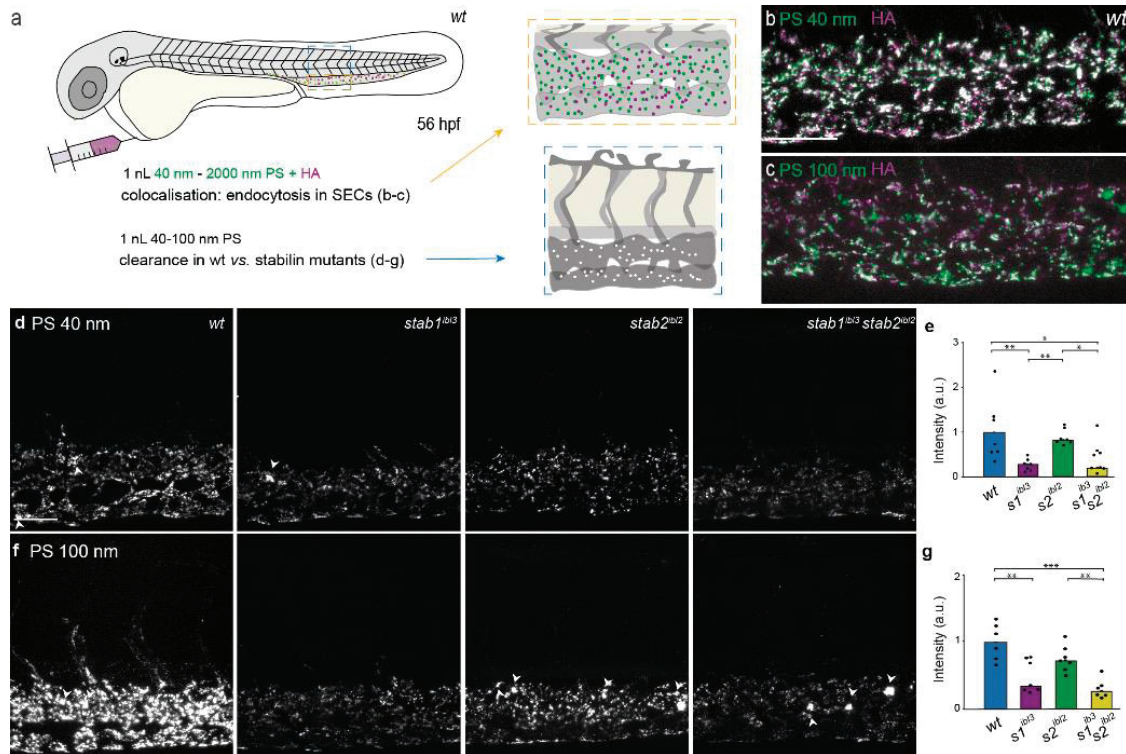 a
wt
56 hpf
1 nL 40 nm - 2000 nm PS + HA
colocalisation: endocytosis in SECs (b-c)
1 nL 40-100 nm PS
clearance in wt vs. stabilin mutants (d-g)
b PS 40 nm HA wt
c PS 100 nm HA
d PS 40 nm wt
stab1ibl3
stab2ibl2
stab1ibl3 stab2ibl2
e
3
2
1
0
Intensity (a.u.)
*
** *
**
wt
s1ibl3
s2ibl2
s1ib3
s2ibl2
f PS 100 nm
g
2
1
0
Intensity (a.u.)
***
** **
wt
s1ibl3
s2ibl2
s1ib3
s2ibl2